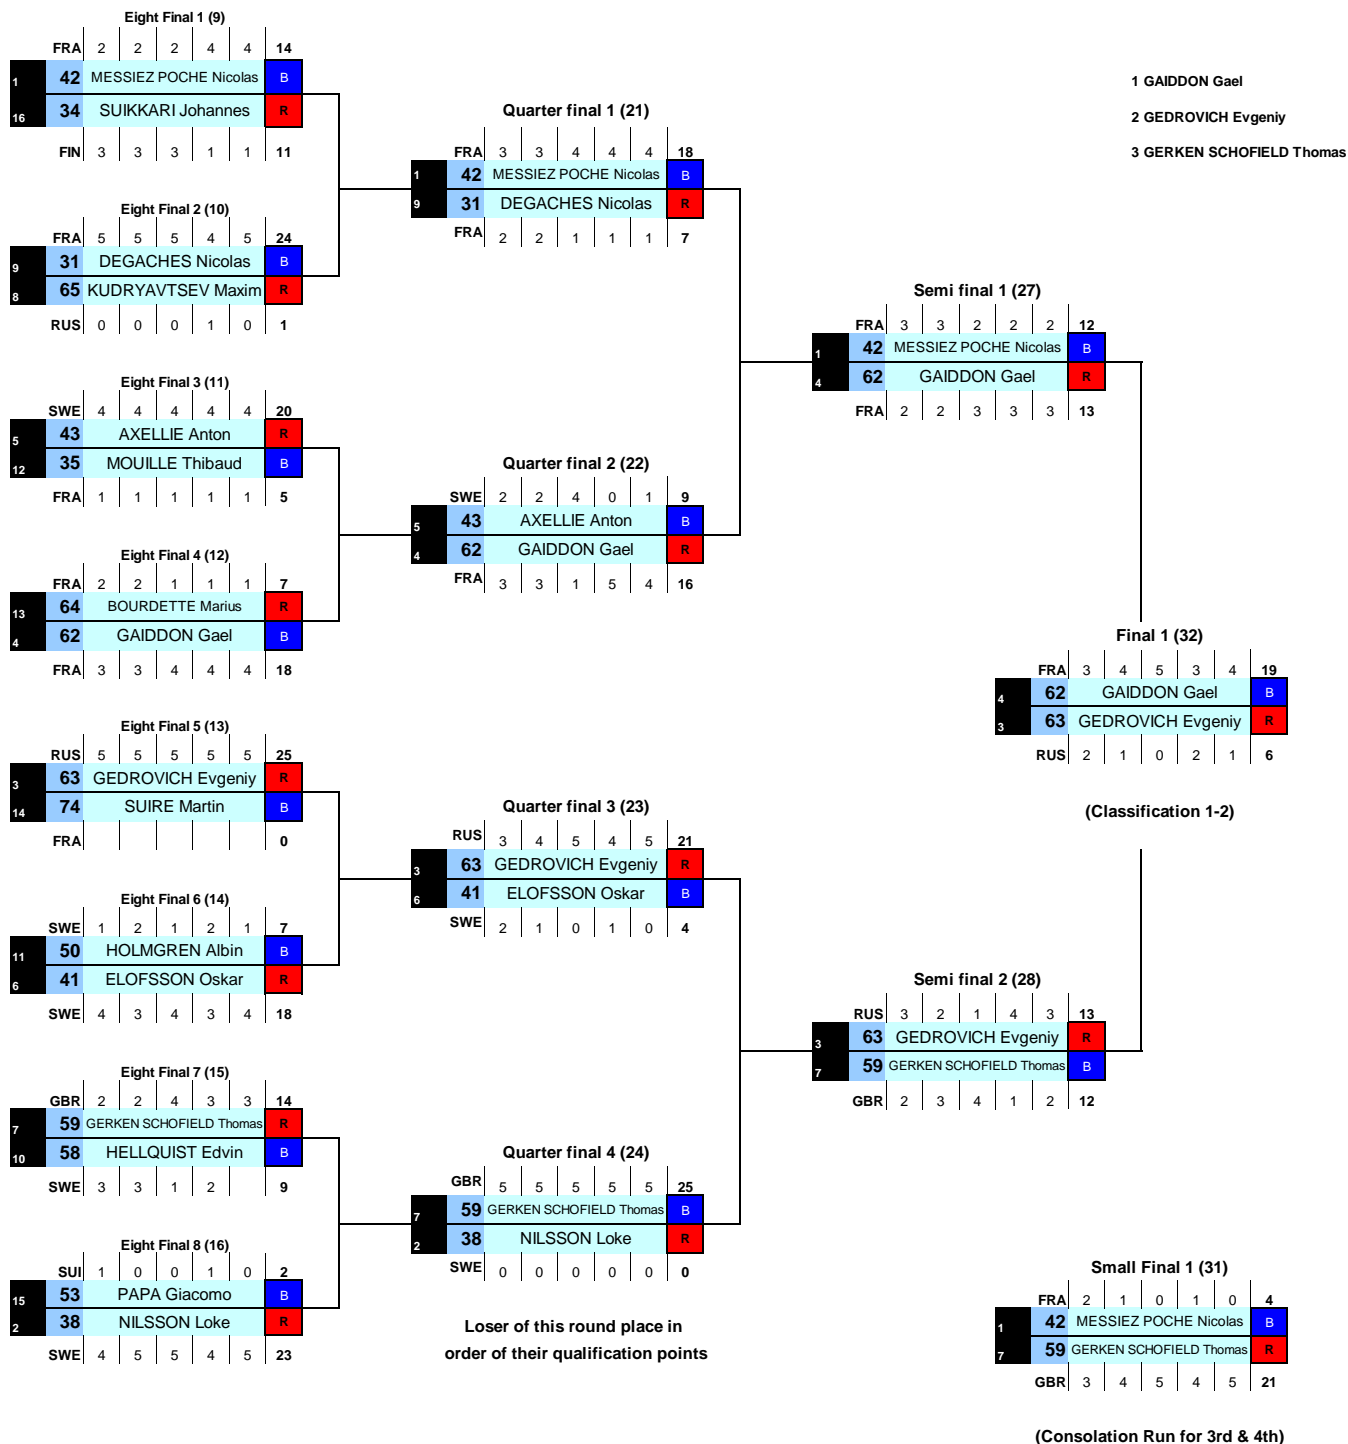 Eight Final 1 (9)
FRA 2 2 2 4 4 14
1 42 MESSIEZ POCHE Nicolas B
16 34 SUIKKARI Johannes R
FIN 3 3 3 1 1 11
Eight Final 2 (10)
FRA 5 5 5 4 5 24
9 31 DEGACHES Nicolas B
8 65 KUDRYAVTSEV Maxim R
RUS 0 0 0 1 0 1
Eight Final 3 (11)
SWE 4 4 4 4 4 20
5 43 AXELLIE Anton R
12 35 MOUILLE Thibaud B
FRA 1 1 1 1 1 5
Eight Final 4 (12)
FRA 2 2 1 1 1 7
13 64 BOURDETTE Marius R
4 62 GAIDDON Gael B
FRA 3 3 4 4 4 18
Eight Final 5 (13)
RUS 5 5 5 5 5 25
3 63 GEDROVICH Evgeniy R
14 74 SUIRE Martin B
FRA 0
Eight Final 6 (14)
SWE 1 2 1 2 1 7
11 50 HOLMGREN Albin B
6 41 ELOFSSON Oskar R
SWE 4 3 4 3 4 18
Eight Final 7 (15)
GBR 2 2 4 3 3 14
7 59 GERKEN SCHOFIELD Thomas R
10 58 HELLQUIST Edvin B
SWE 3 3 1 2 9
Eight Final 8 (16)
SUI 1 0 0 1 0 2
15 53 PAPA Giacomo B
2 38 NILSSON Loke R
SWE 4 5 5 4 5 23
Quarter final 1 (21)
FRA 3 3 4 4 4 18
1 42 MESSIEZ POCHE Nicolas B
9 31 DEGACHES Nicolas R
FRA 2 2 1 1 1 7
Quarter final 2 (22)
SWE 2 2 4 0 1 9
5 43 AXELLIE Anton B
4 62 GAIDDON Gael R
FRA 3 3 1 5 4 16
Quarter final 3 (23)
RUS 3 4 5 4 5 21
3 63 GEDROVICH Evgeniy R
6 41 ELOFSSON Oskar B
SWE 2 1 0 1 0 4
Quarter final 4 (24)
GBR 5 5 5 5 5 25
7 59 GERKEN SCHOFIELD Thomas B
2 38 NILSSON Loke R
SWE 0 0 0 0 0 0
Loser of this round place in
order of their qualification points
Semi final 1 (27)
FRA 3 3 2 2 2 12
1 42 MESSIEZ POCHE Nicolas B
4 62 GAIDDON Gael R
FRA 2 2 3 3 3 13
Semi final 2 (28)
RUS 3 2 1 4 3 13
3 63 GEDROVICH Evgeniy R
7 59 GERKEN SCHOFIELD Thomas B
GBR 2 3 4 1 2 12
1 GAIDDON Gael
2 GEDROVICH Evgeniy
3 GERKEN SCHOFIELD Thomas
Final 1 (32)
FRA 3 4 5 3 4 19
4 62 GAIDDON Gael B
3 63 GEDROVICH Evgeniy R
RUS 2 1 0 2 1 6
(Classification 1-2)
Small Final 1 (31)
FRA 2 1 0 1 0 4
1 42 MESSIEZ POCHE Nicolas B
7 59 GERKEN SCHOFIELD Thomas R
GBR 3 4 5 4 5 21
(Consolation Run for 3rd & 4th)